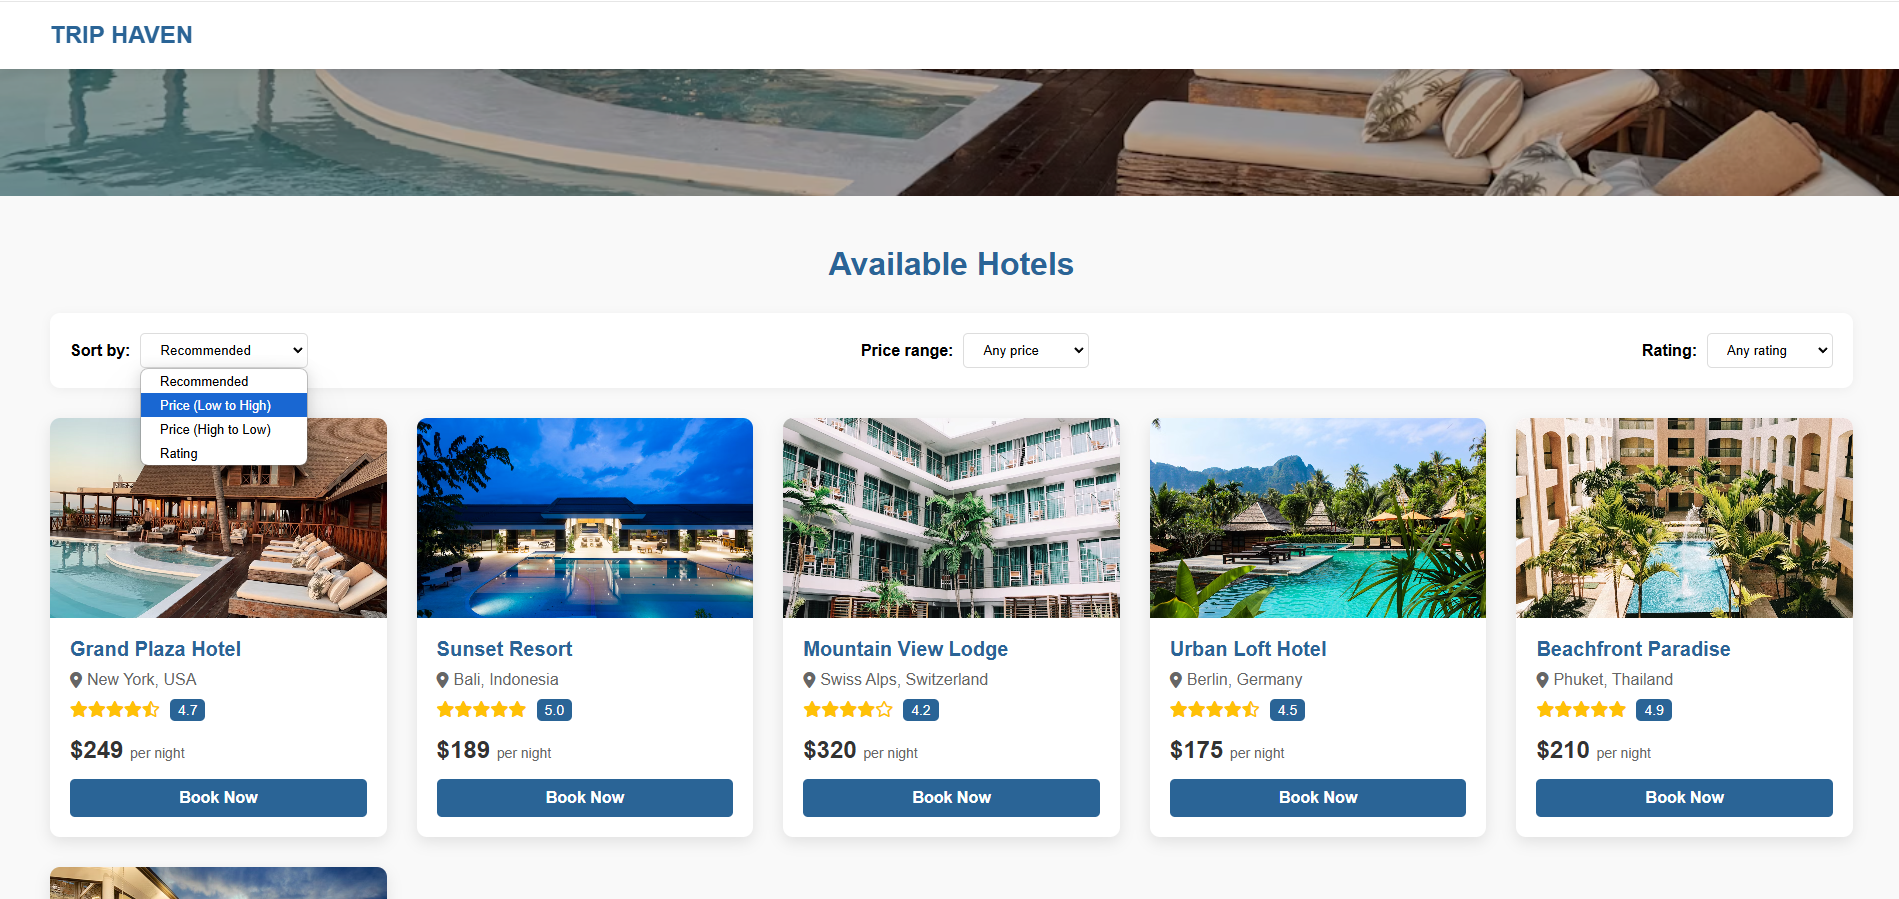 TRIP HAVEN
Available Hotels
Sort by: Recommended Price range: Any price Rating: Any rating
Recommended
Price (Low to High)
Price (High to Low)
Rating
Grand Plaza Hotel
New York, USA
4.7
$249 per night
Book Now
Sunset Resort
Bali, Indonesia
5.0
$189 per night
Book Now
Mountain View Lodge
Swiss Alps, Switzerland
4.2
$320 per night
Book Now
Urban Loft Hotel
Berlin, Germany
4.5
$175 per night
Book Now
Beachfront Paradise
Phuket, Thailand
4.9
$210 per night
Book Now